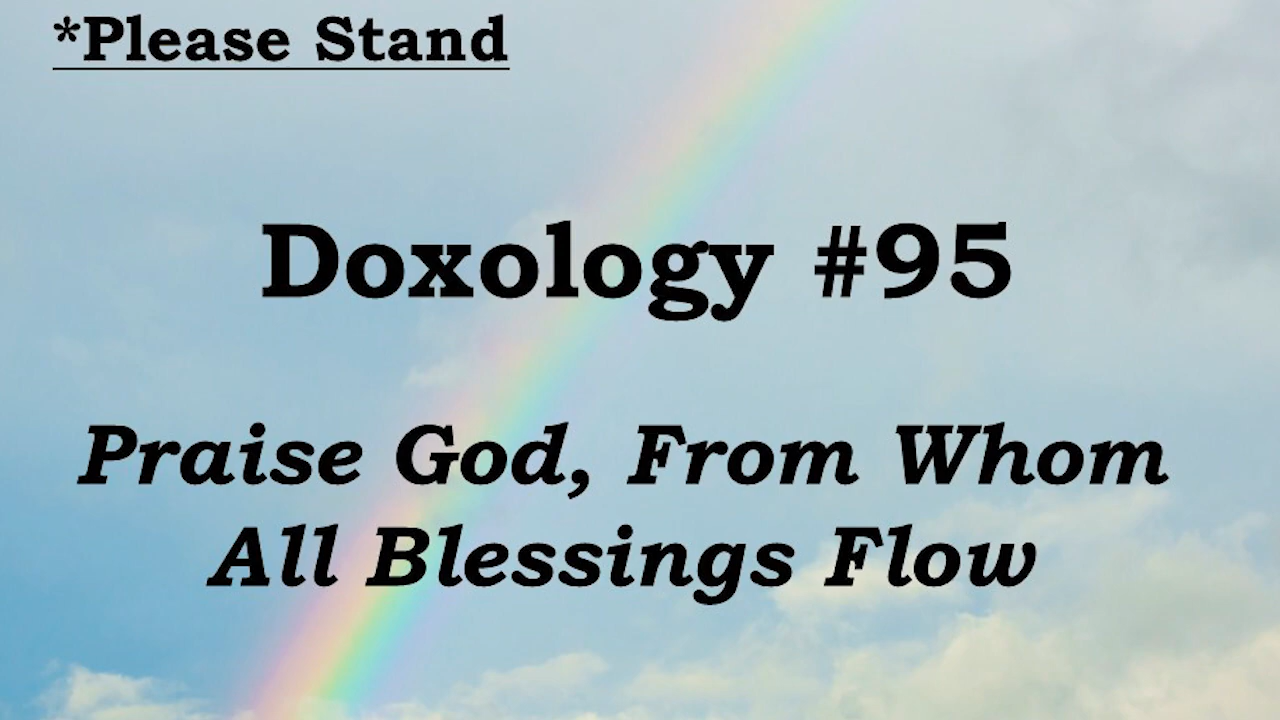 *Please Stand
Doxology #95
Praise God, From Whom
All Blessings Flow